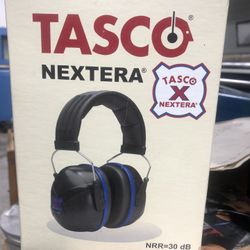 TASCO®
NEXTERA®
TASCO
X
NEXTERA®
NRR=30 dB